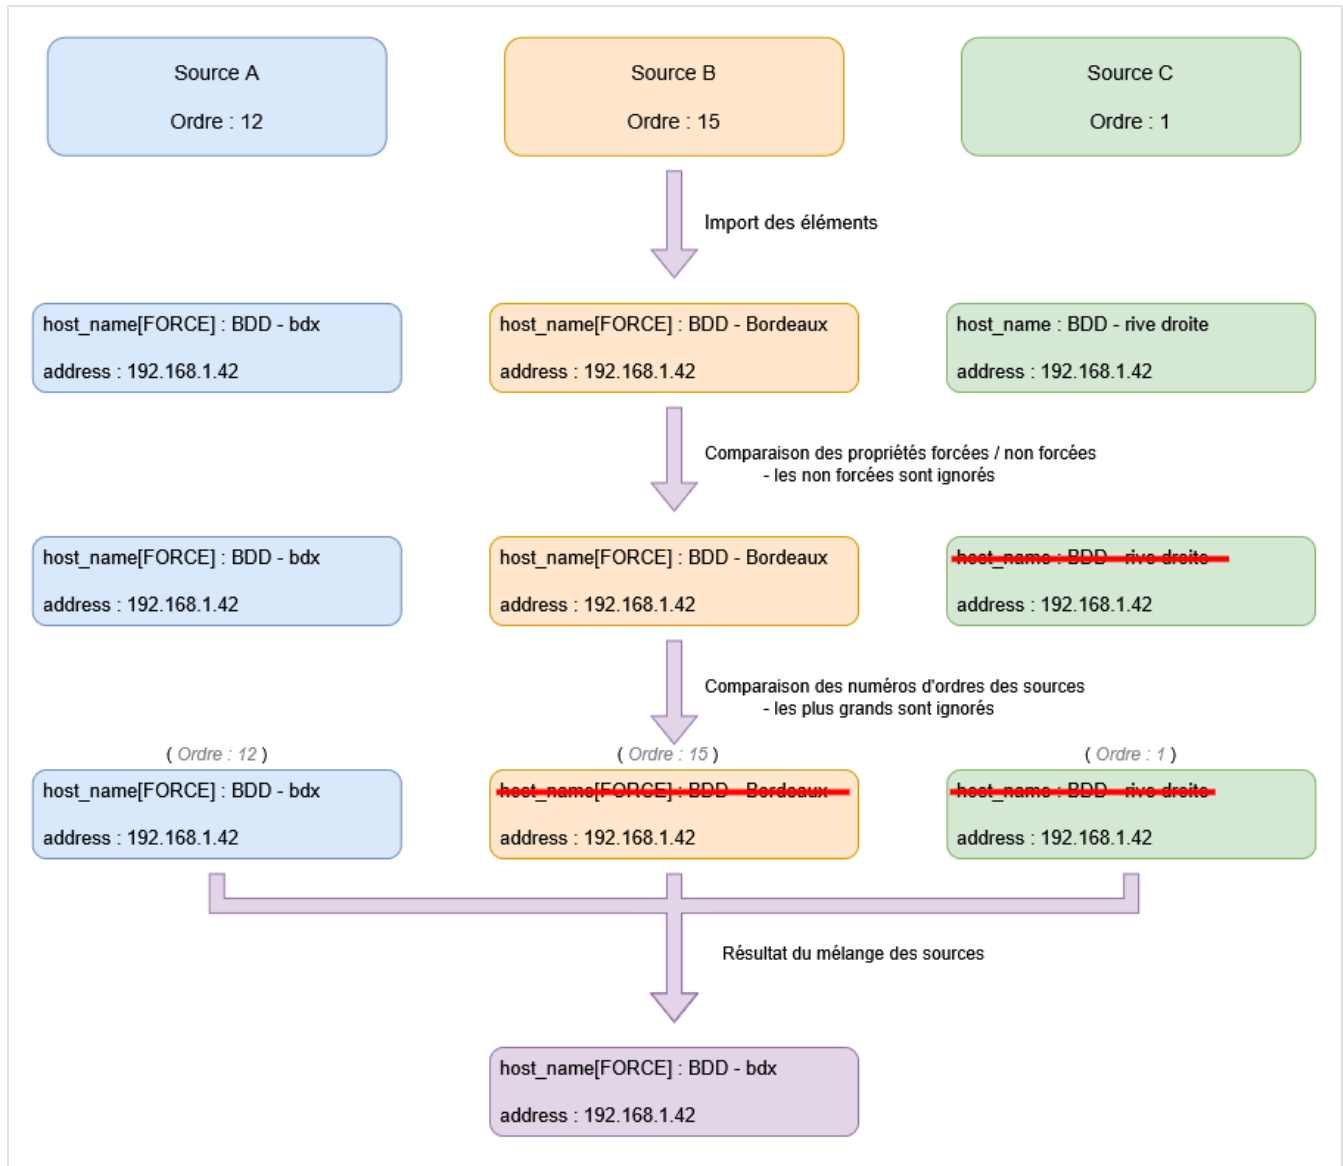 Source A
Ordre : 12
Source B
Ordre : 15
Source C
Ordre : 1
Import des éléments
host_name[FORCE] : BDD - bdx
address : 192.168.1.42
host_name[FORCE] : BDD - Bordeaux
address : 192.168.1.42
host_name : BDD - rive droite
address : 192.168.1.42
Comparaison des propriétés forcées / non forcées
- les non forcées sont ignorés
host_name[FORCE] : BDD - bdx
address : 192.168.1.42
host_name[FORCE] : BDD - Bordeaux
address : 192.168.1.42
host_name : BDD - rive droite
address : 192.168.1.42
Comparaison des numéros d'ordres des sources
- les plus grands sont ignorés
( Ordre : 12 )
host_name[FORCE] : BDD - bdx
address : 192.168.1.42
( Ordre : 15 )
host_name[FORCE] : BDD - Bordeaux
address : 192.168.1.42
( Ordre : 1 )
host_name : BDD - rive droite
address : 192.168.1.42
Résultat du mélange des sources
host_name[FORCE] : BDD - bdx
address : 192.168.1.42